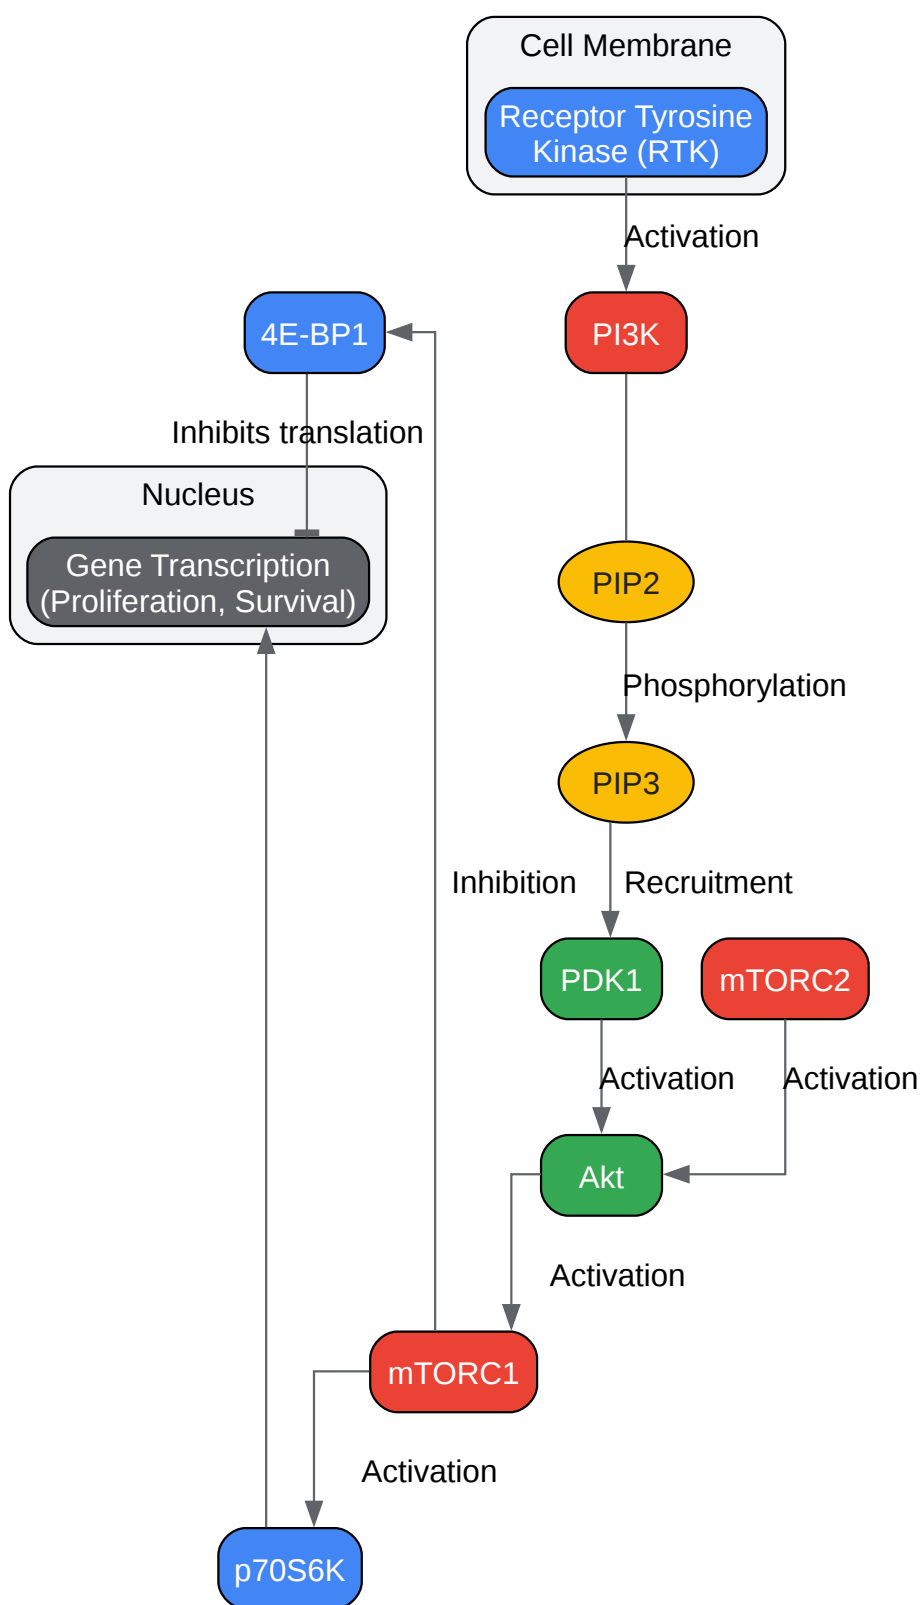 Cell Membrane
Receptor Tyrosine
Kinase (RTK)
Activation
4E-BP1
PI3K
Inhibits translation
Nucleus
Gene Transcription
(Proliferation, Survival)
PIP2
Phosphorylation
PIP3
Inhibition
Recruitment
PDK1
mTORC2
Activation
Activation
Akt
Activation
mTORC1
Activation
p70S6K